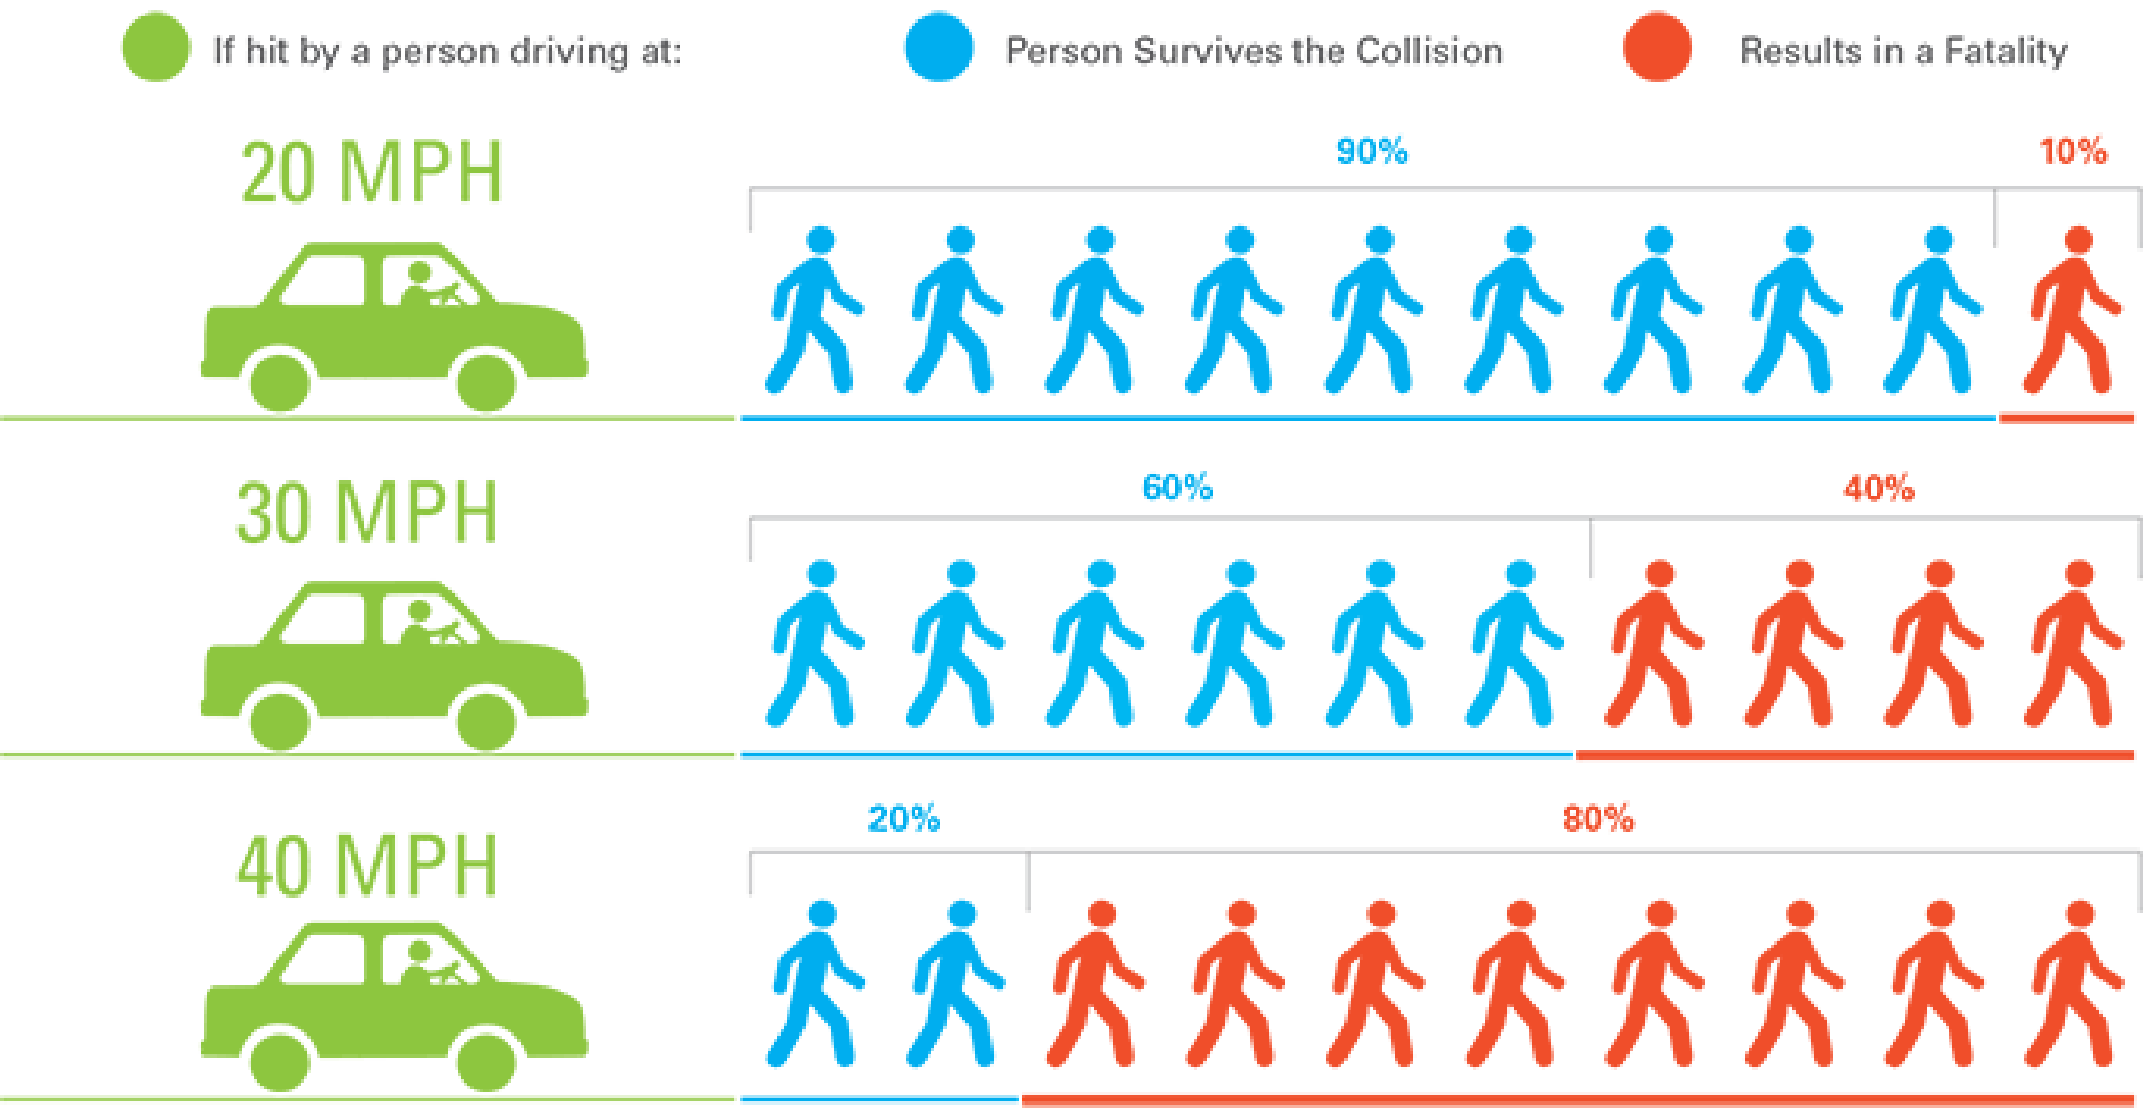 If hit by a person driving at:
Person Survives the Collision
Results in a Fatality
20 MPH
90%
10%
30 MPH
60%
40%
40 MPH
20%
80%